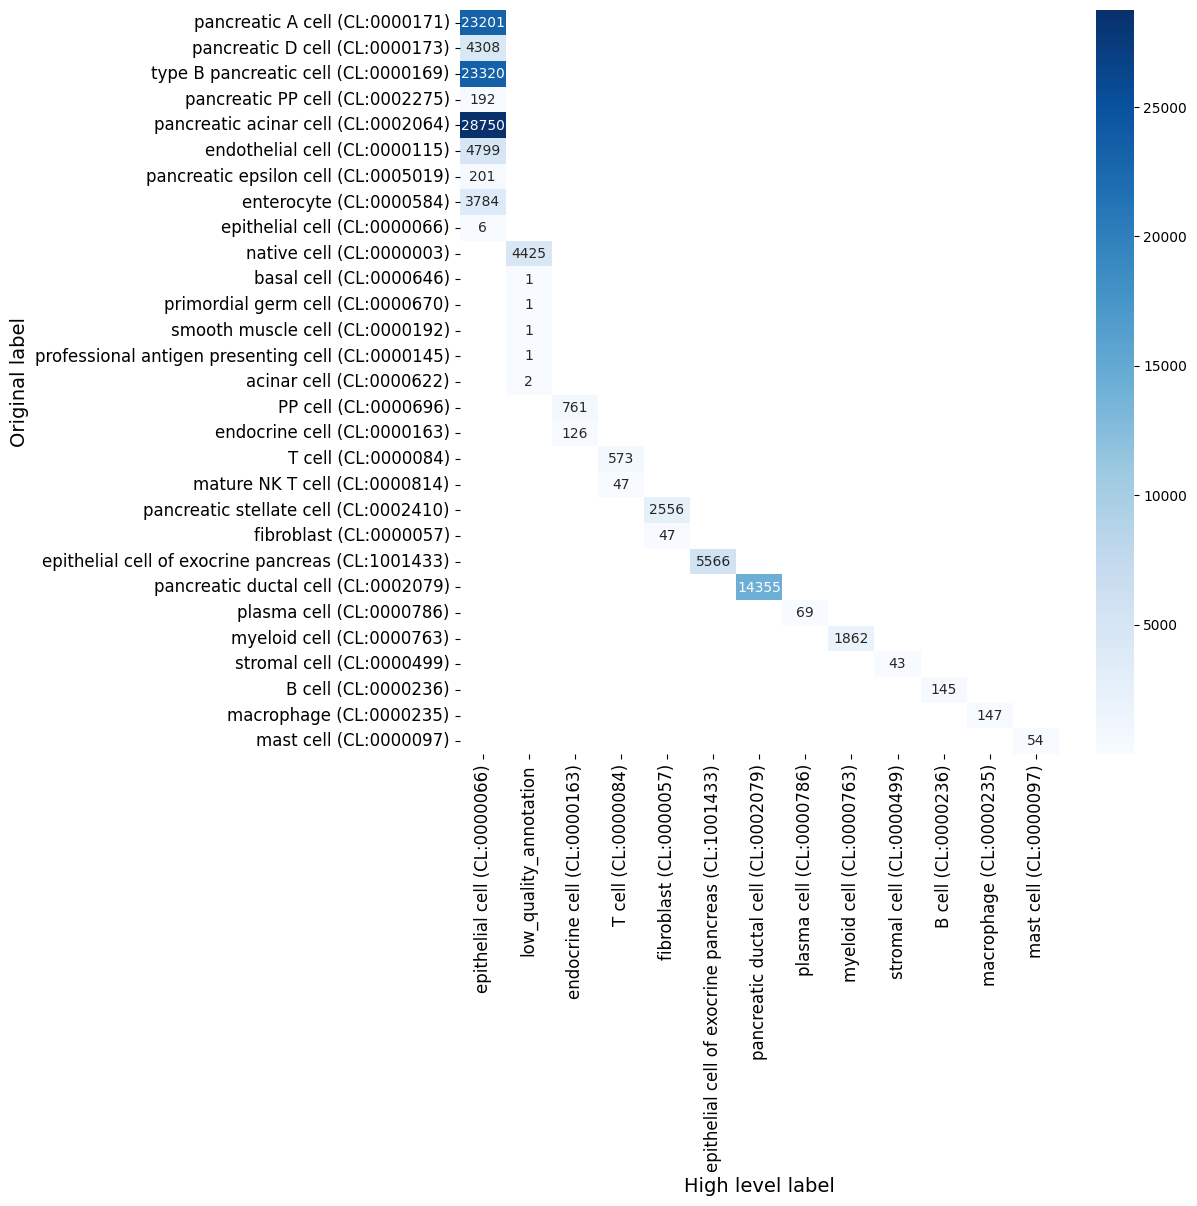 pancreatic A cell (CL:0000171)
23201
pancreatic D cell (CL:0000173)
4308
type B pancreatic cell (CL:0000169)
23320
pancreatic PP cell (CL:0002275)
192
pancreatic acinar cell (CL:0002064)
28750
endothelial cell (CL:0000115)
4799
pancreatic epsilon cell (CL:0005019)
201
enterocyte (CL:0000584)
3784
epithelial cell (CL:0000066)
6
native cell (CL:0000003)
4425
basal cell (CL:0000646)
1
primordial germ cell (CL:0000670)
1
smooth muscle cell (CL:0000192)
1
professional antigen presenting cell (CL:0000145)
1
acinar cell (CL:0000622)
2
PP cell (CL:0000696)
761
endocrine cell (CL:0000163)
126
T cell (CL:0000084)
573
mature NK T cell (CL:0000814)
47
pancreatic stellate cell (CL:0002410)
2556
fibroblast (CL:0000057)
47
epithelial cell of exocrine pancreas (CL:1001433)
5566
pancreatic ductal cell (CL:0002079)
14355
plasma cell (CL:0000786)
69
myeloid cell (CL:0000763)
1862
stromal cell (CL:0000499)
43
B cell (CL:0000236)
145
macrophage (CL:0000235)
147
mast cell (CL:0000097)
54
Original label
epithelial cell (CL:0000066)
low_quality_annotation
endocrine cell (CL:0000163)
T cell (CL:0000084)
fibroblast (CL:0000057)
epithelial cell of exocrine pancreas (CL:1001433)
pancreatic ductal cell (CL:0002079)
plasma cell (CL:0000786)
myeloid cell (CL:0000763)
stromal cell (CL:0000499)
B cell (CL:0000236)
macrophage (CL:0000235)
mast cell (CL:0000097)
High level label
25000
20000
15000
10000
5000